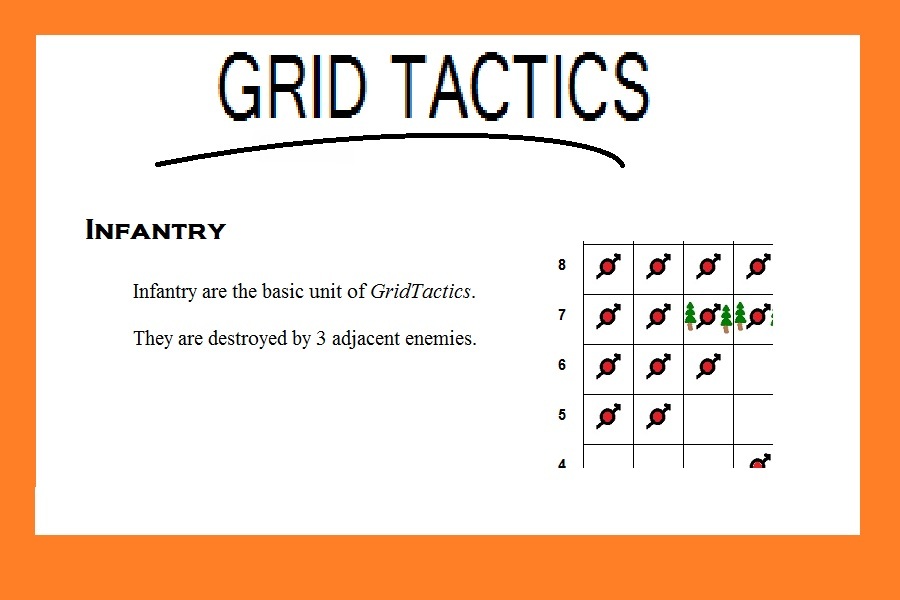 GRID TACTICS
INFANTRY
Infantry are the basic unit of GridTactics.
They are destroyed by 3 adjacent enemies.
8
7
6
5
4